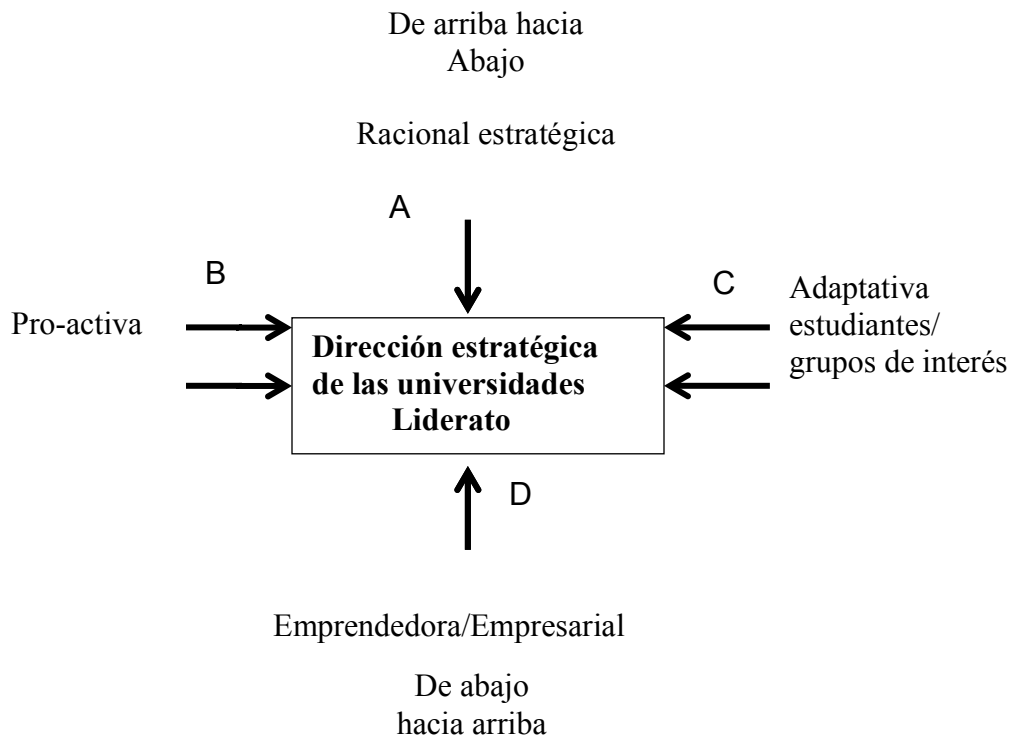 De arriba hacia
Abajo
Racional estratégica
A
B
C
Pro-activa
Adaptativa
estudiantes/
grupos de interés
Dirección estratégica
de las universidades
Liderato
D
Emprendedora/Empresarial
De abajo
hacia arriba